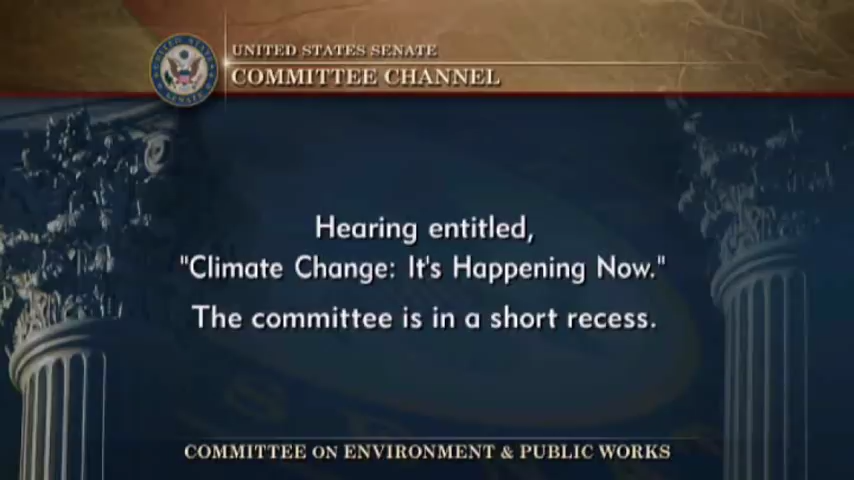 UNITED STATES SENATE
COMMITTEE CHANNEL
Hearing entitled,
"Climate Change: It's Happening Now."
The committee is in a short recess.
COMMITTEE ON ENVIRONMENT & PUBLIC WORKS